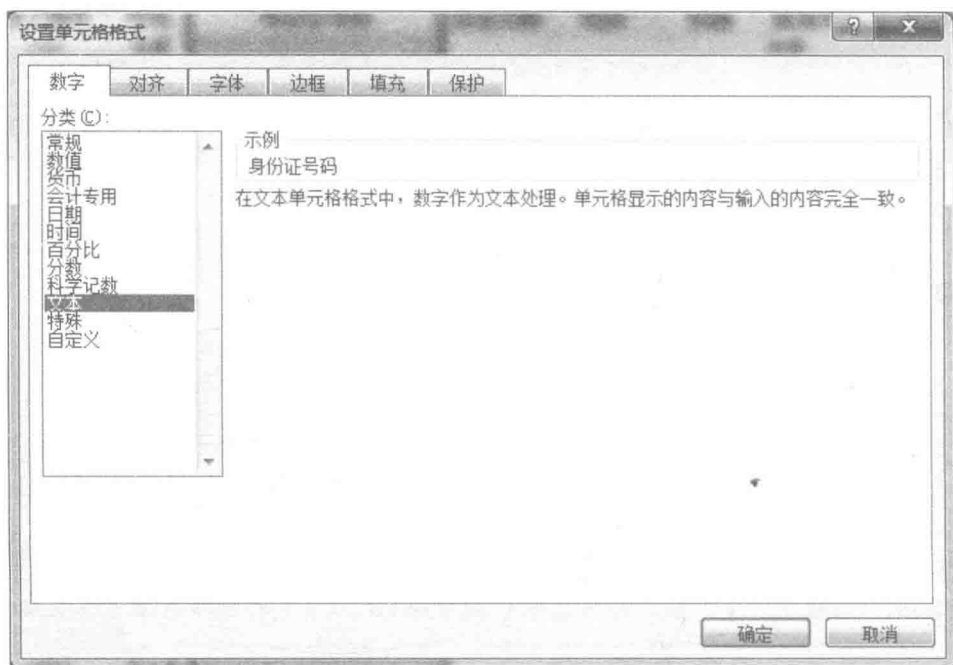 设置单元格格式
数字 对齐 字体 边框 填充 保护
分类(C):
常规
数值
货币
会计专用
日期
时间
百分比
分数
科学记数
文本
特殊
自定义
示例
身份证号码
在文本单元格格式中，数字作为文本处理。单元格显示的内容与输入的内容完全一致。
确定 取消